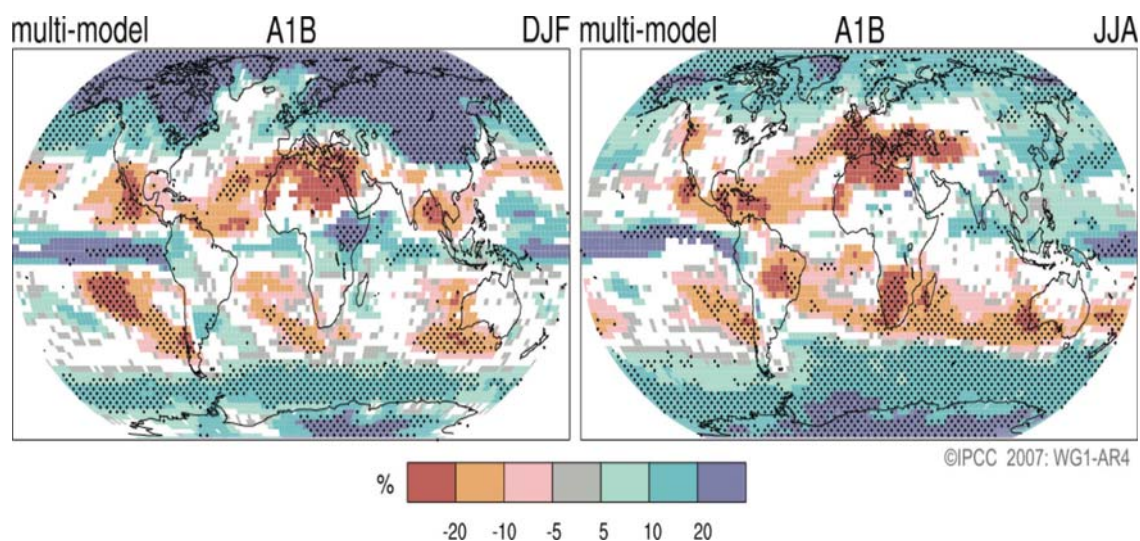 multi-model A1B DJF
multi-model A1B JJA
©IPCC 2007: WG1-AR4
%
-20 -10 -5 5 10 20